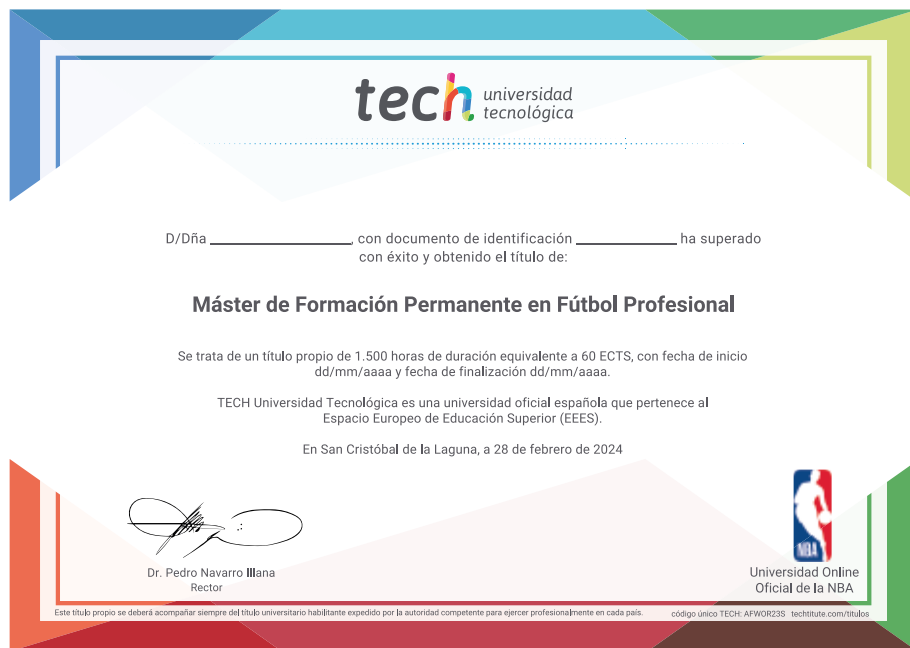 tech universidad
tecnológica
D/Dña ________________, con documento de identificación ____________ ha superado
con éxito y obtenido el título de:
Máster de Formación Permanente en Fútbol Profesional
Se trata de un título propio de 1.500 horas de duración equivalente a 60 ECTS, con fecha de inicio
dd/mm/aaaa y fecha de finalización dd/mm/aaaa.
TECH Universidad Tecnológica es una universidad oficial española que pertenece al
Espacio Europeo de Educación Superior (EEES).
En San Cristóbal de la Laguna, a 28 de febrero de 2024
NBA
Dr. Pedro Navarro Illana
Rector
Universidad Online
Oficial de la NBA
Este título propio se deberá acompañar siempre del título universitario habilitante expedido por la autoridad competente para ejercer profesionalmente en cada país. código único TECH: AFWOR23S techtitute.com/titulos